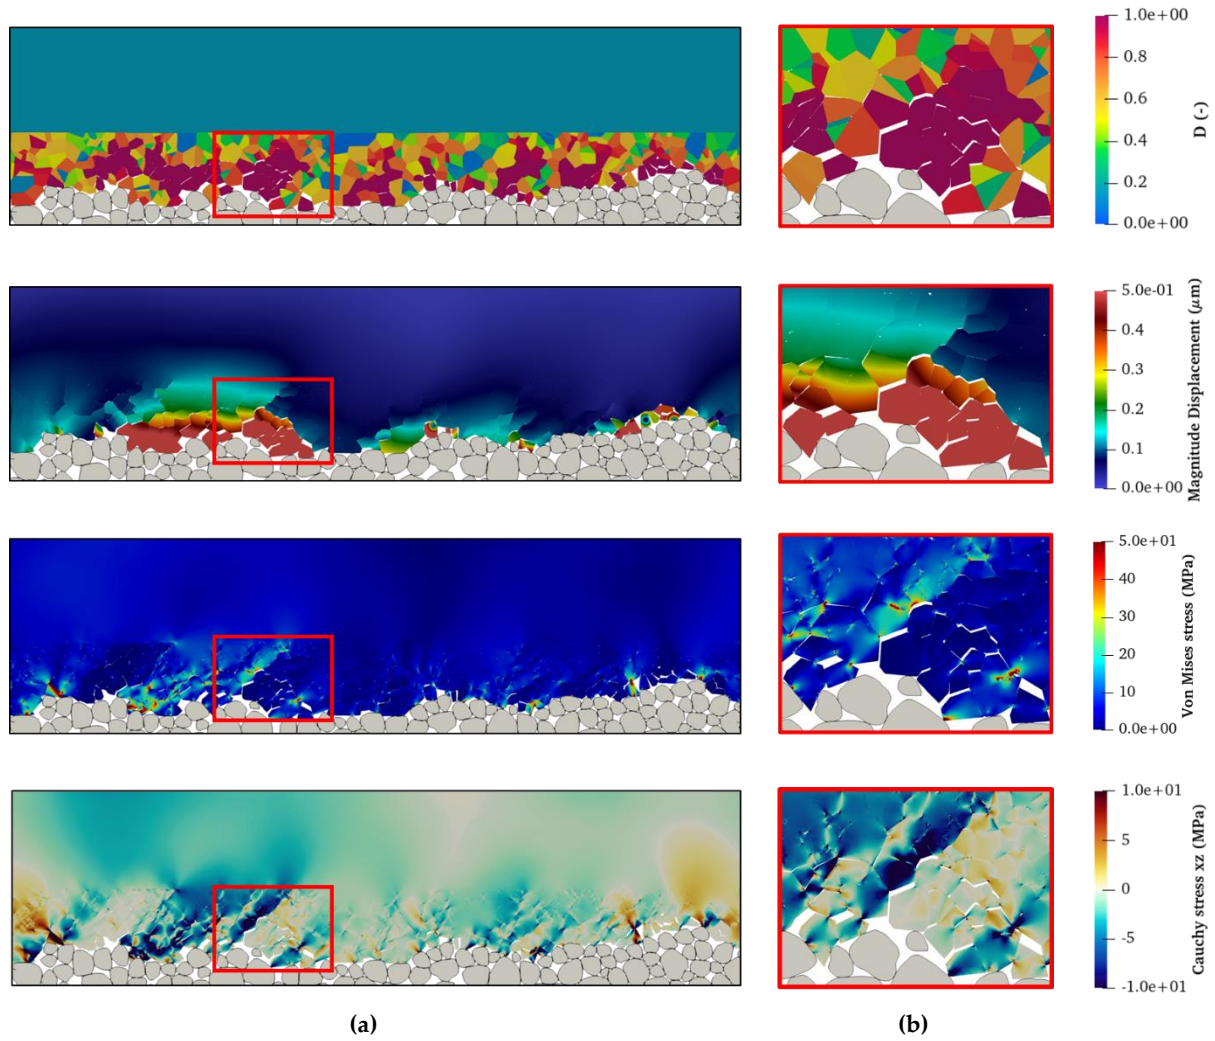 1.0e+00
0.8
0.6
0.4
0.2
0.0e+00
D (-)
5.0e-01
0.4
0.3
0.2
0.1
0.0e+00
Magnitude Displacement (μm)
5.0e+01
40
30
20
10
0.0e+00
Von Mises stress (MPa)
1.0e+01
5
0
-5
-1.0e+01
Cauchy stress xz (MPa)
(a)
(b)